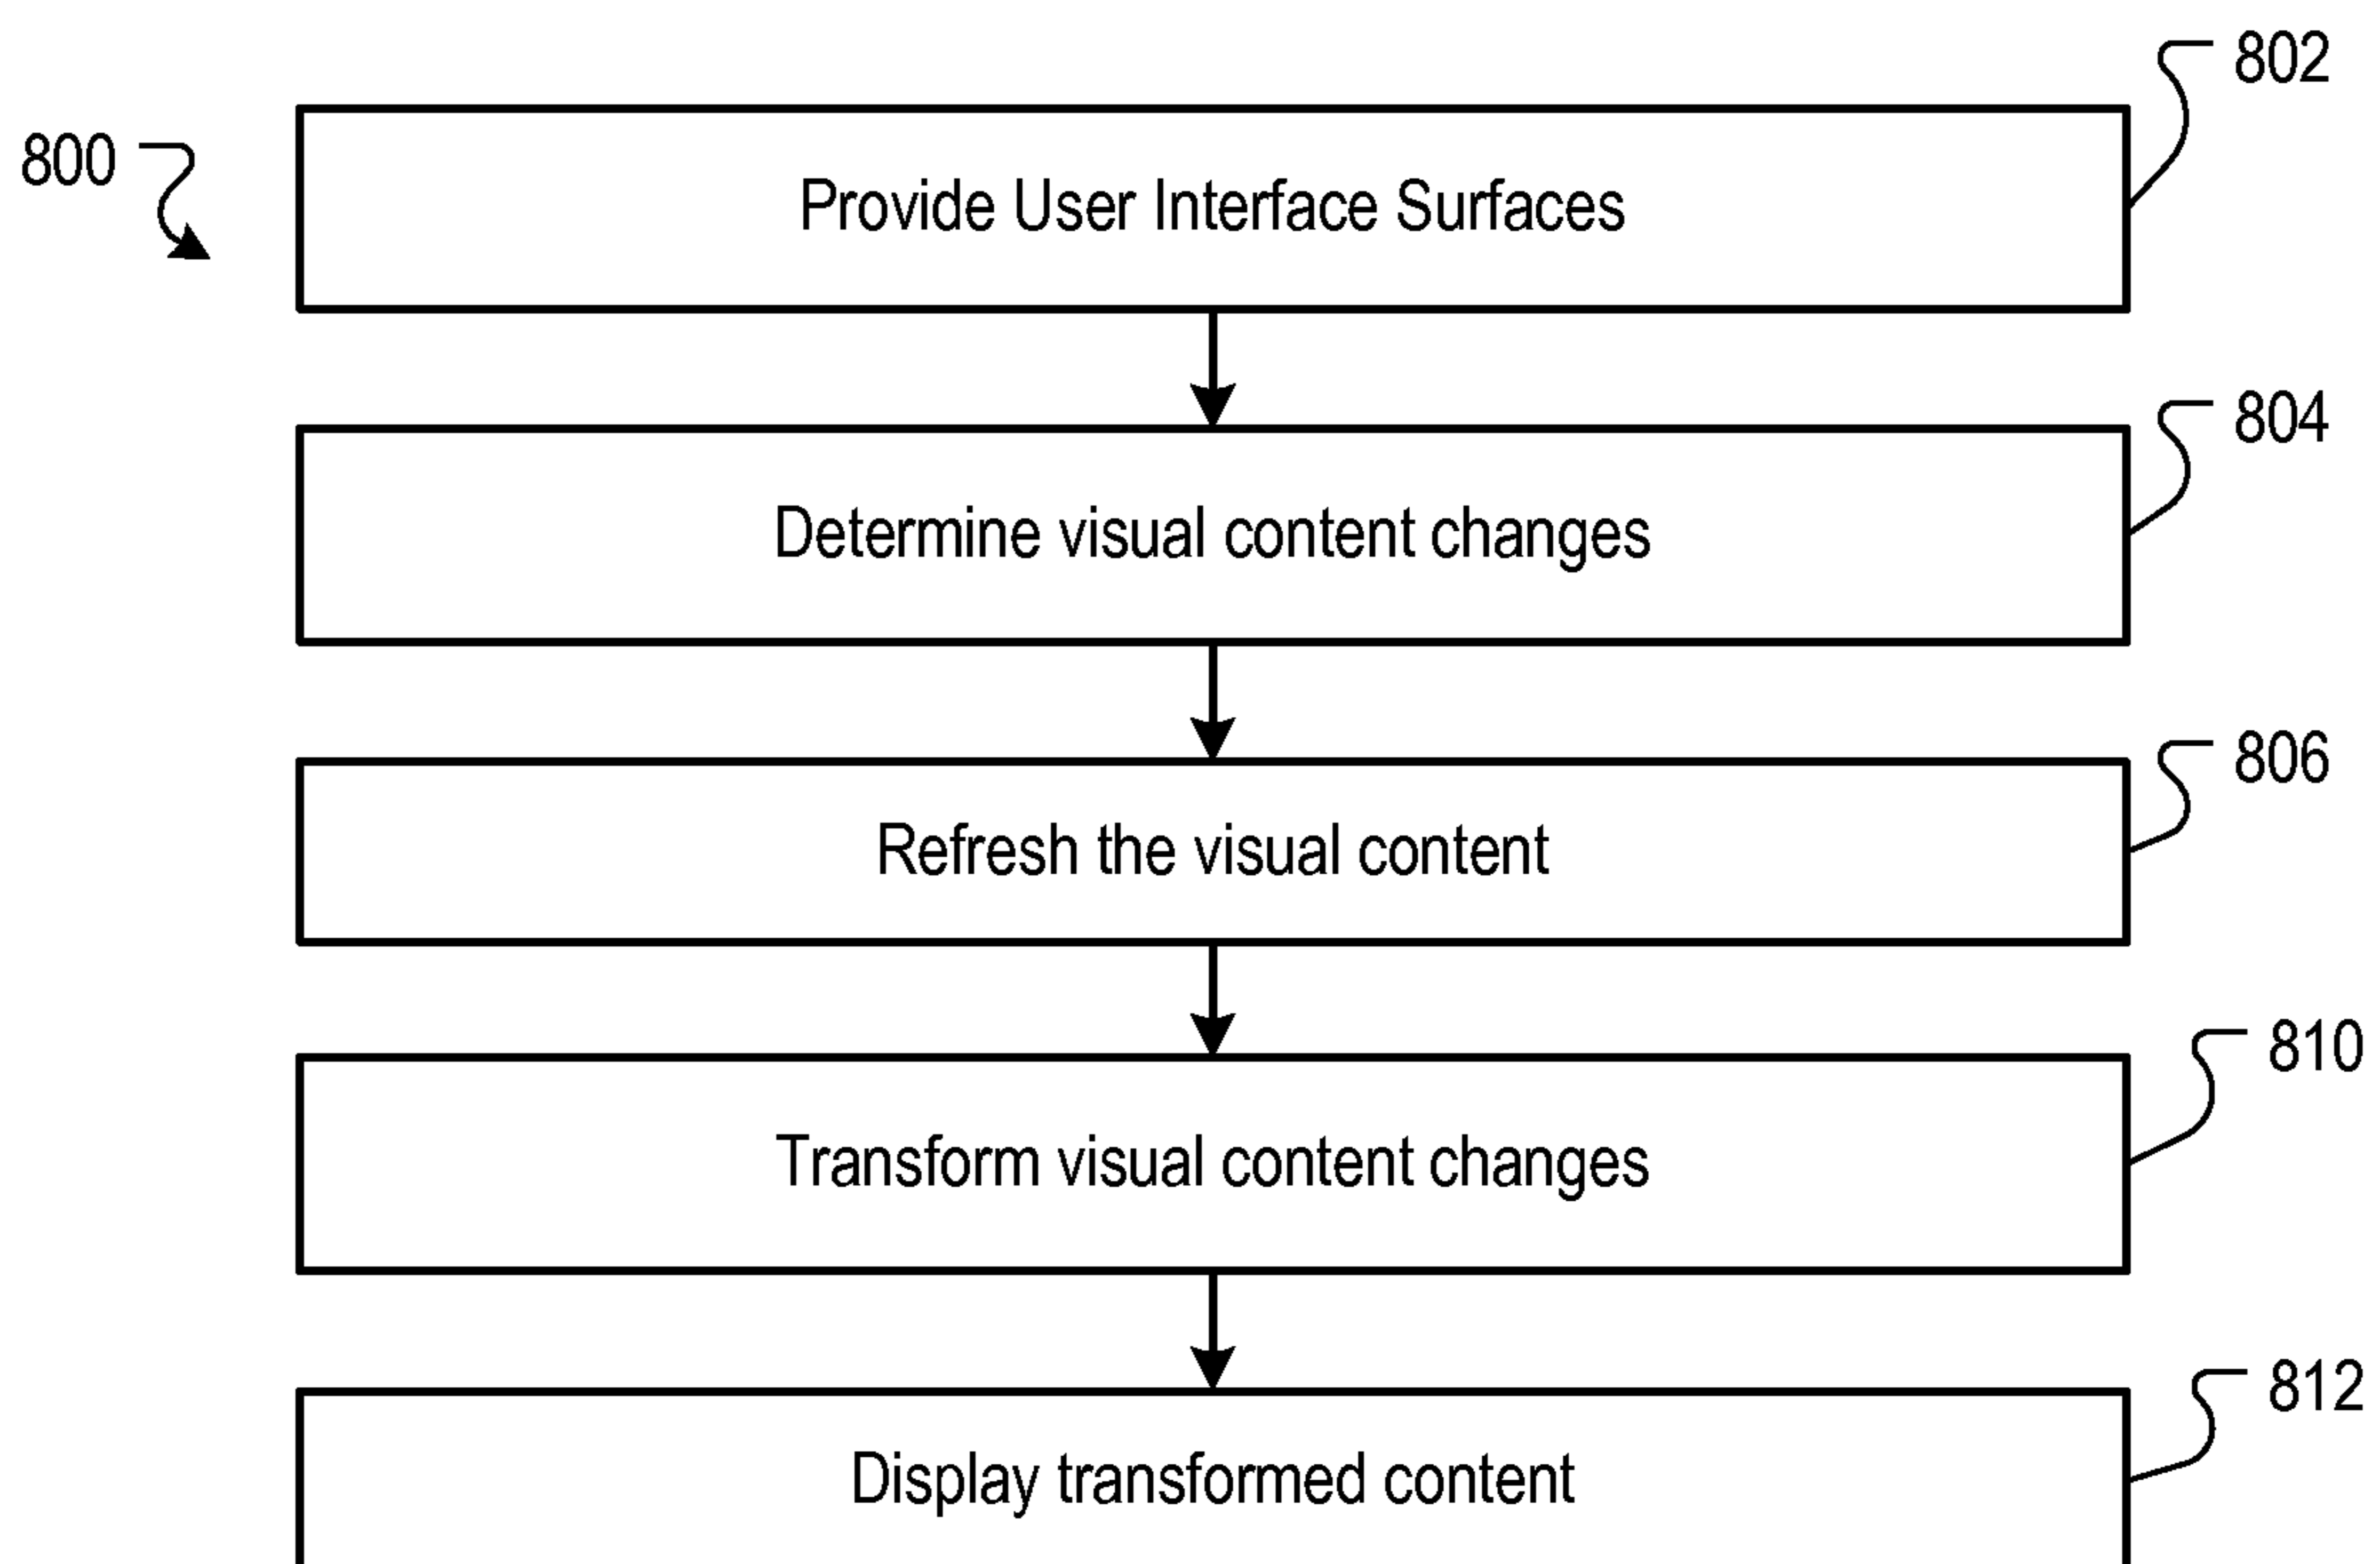 802
800
Provide User Interface Surfaces
804
Determine visual content changes
806
Refresh the visual content
810
Transform visual content changes
812
Display transformed content